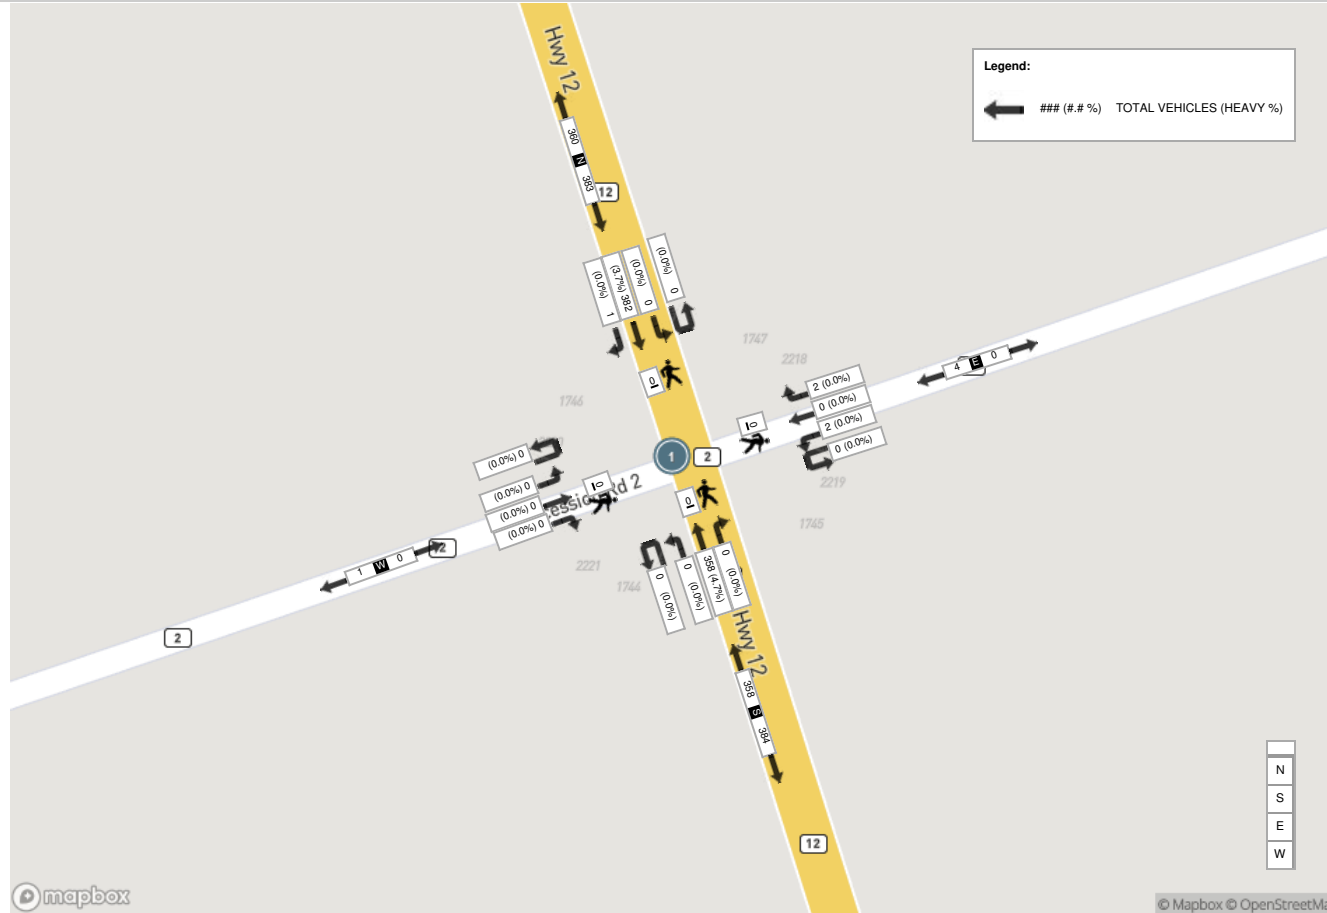 Legend:
### (#.# %) TOTAL VEHICLES (HEAVY %)
Hwy 12
360 N 383
12
(0.0%) 1
(3.7%) 382
(0.0%) 0
(0.0%) 0
0
1747
2218
1746
4 E 0
2 (0.0%)
0 (0.0%)
2 (0.0%)
0 (0.0%)
0
1
2
(0.0%) 0
(0.0%) 0
(0.0%) 0
(0.0%) 0
0
Rd 2
0
2219
1745
1 W 0
2221
1744
0 (0.0%)
0 (0.0%)
358 (4.7%)
0 (0.0%)
2
Hwy 12
358 S 384
12
N
S
E
W
mapbox
© Mapbox © OpenStreetMa